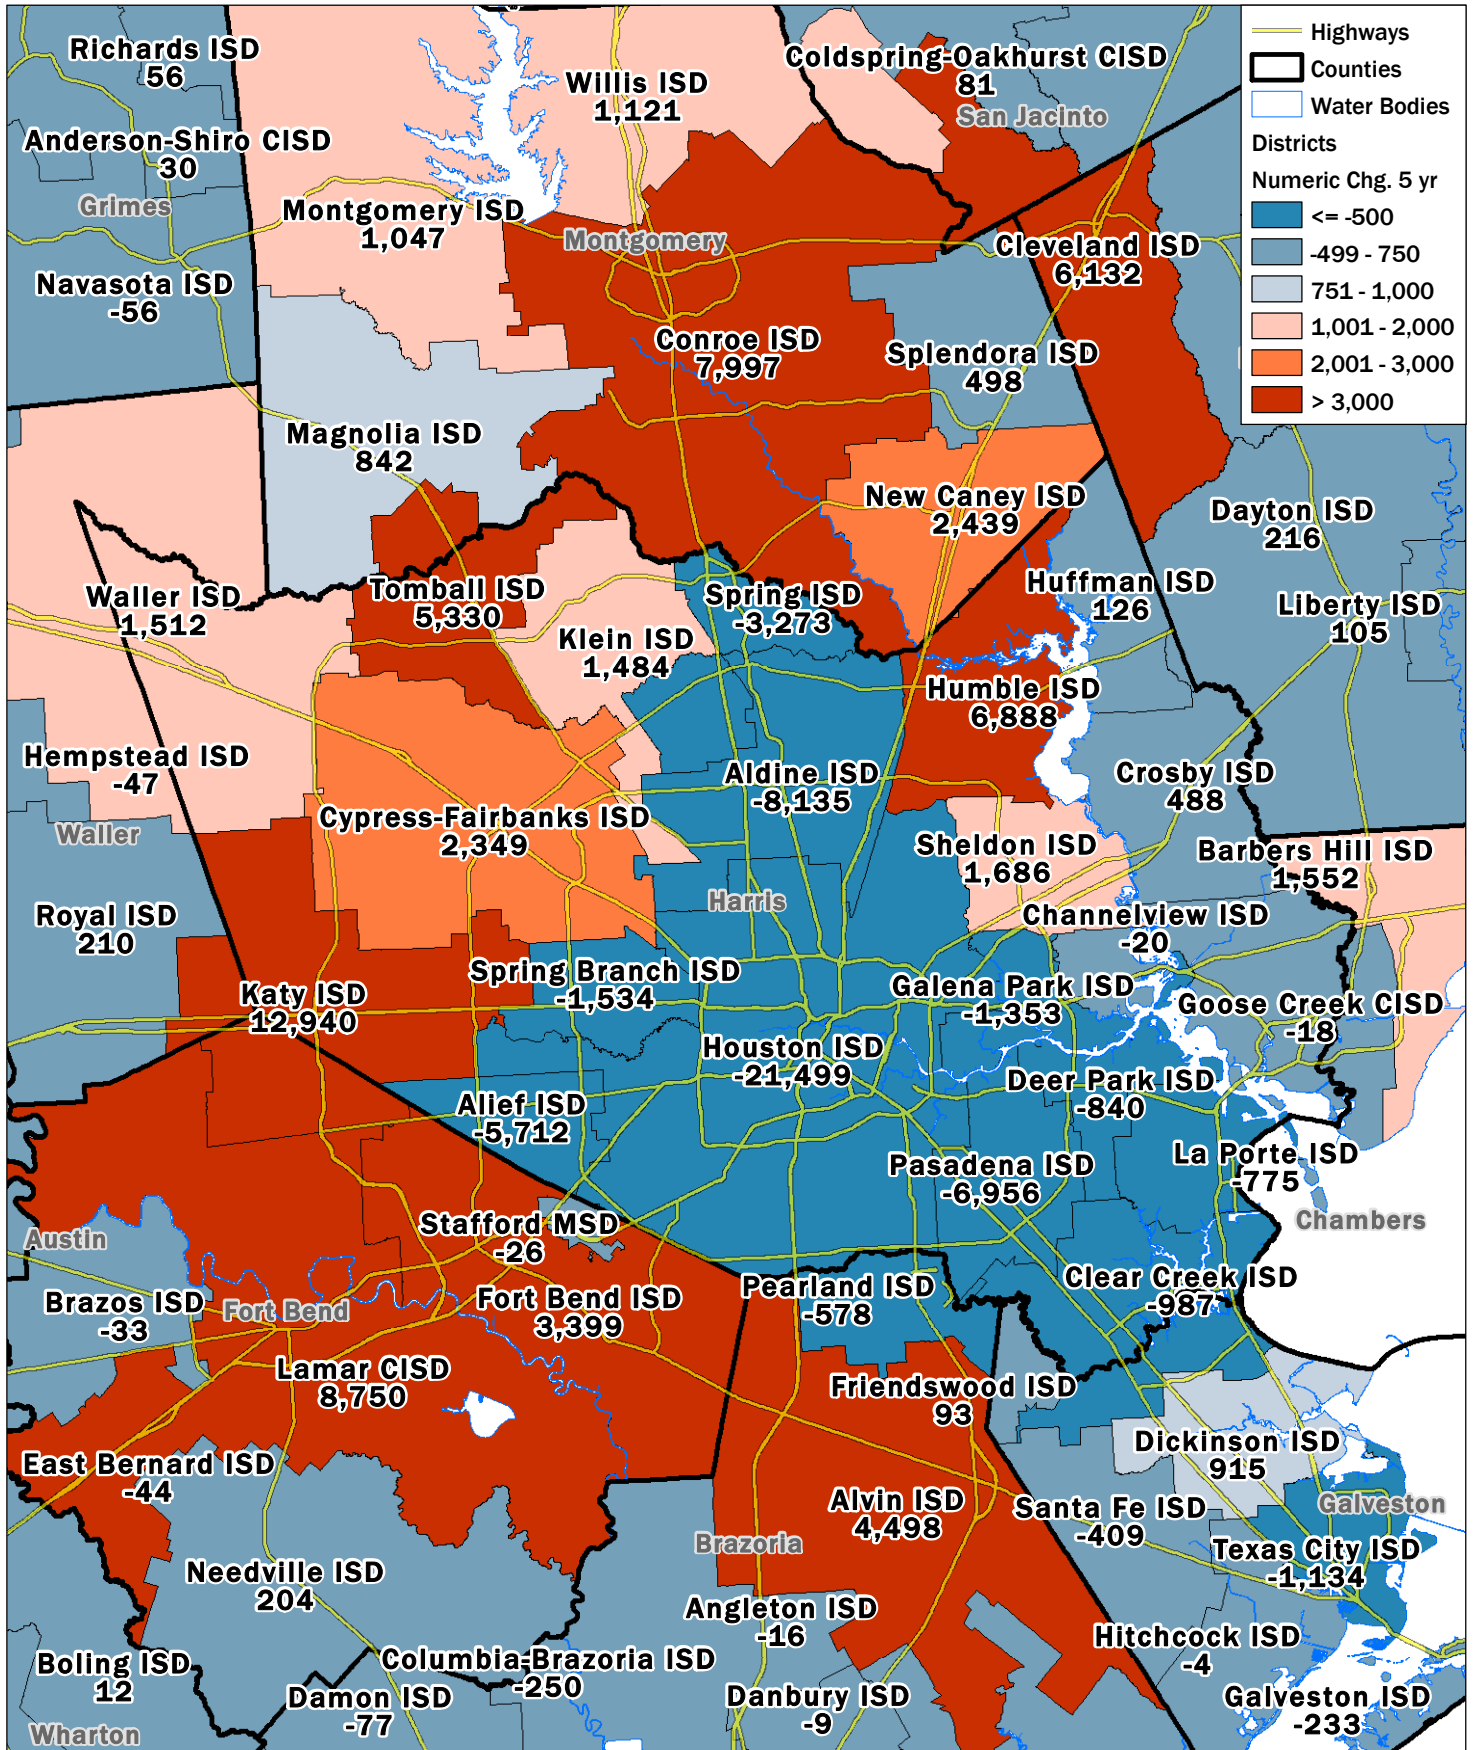 Richards ISD
56
Coldspring-Oakhurst CISD
81
San Jacinto
Willis ISD
1,121
Highways
Counties
Water Bodies
Districts
Numeric Chg. 5 yr
<= -500
-499 - 750
751 - 1,000
1,001 - 2,000
2,001 - 3,000
> 3,000
Anderson-Shiro CISD
30
Grimes
Montgomery ISD
1,047
Montgomery
Cleveland ISD
6,132
Navasota ISD
-56
Conroe ISD
7,997
Splendora ISD
498
Magnolia ISD
842
New Caney ISD
2,439
Dayton ISD
216
Waller ISD
1,512
Tomball ISD
5,330
Klein ISD
1,484
Spring ISD
-3,273
Huffman ISD
126
Liberty ISD
105
Humble ISD
6,888
Hempstead ISD
-47
Aldine ISD
-8,135
Crosby ISD
488
Waller
Cypress-Fairbanks ISD
2,349
Sheldon ISD
1,686
Barbers Hill ISD
1,552
Royal ISD
210
Harris
Channelview ISD
-20
Katy ISD
12,940
Spring Branch ISD
-1,534
Galena Park ISD
-1,353
Goose Creek CISD
-18
Houston ISD
-21,499
Deer Park ISD
-840
Alief ISD
-5,712
Pasadena ISD
-6,956
La Porte ISD
-775
Chambers
Austin
Stafford MSD
-26
Brazos ISD
-33
Fort Bend
Fort Bend ISD
3,399
Pearland ISD
-578
Clear Creek ISD
-987
Lamar CISD
8,750
Friendswood ISD
93
East Bernard ISD
-44
Dickinson ISD
915
Alvin ISD
4,498
Santa Fe ISD
-409
Galveston
Brazoria
Texas City ISD
-1,134
Needville ISD
204
Angleton ISD
-16
Hitchcock ISD
-4
Boling ISD
12
Columbia-Brazoria ISD
-250
Damon ISD
-77
Danbury ISD
-9
Galveston ISD
-233
Wharton